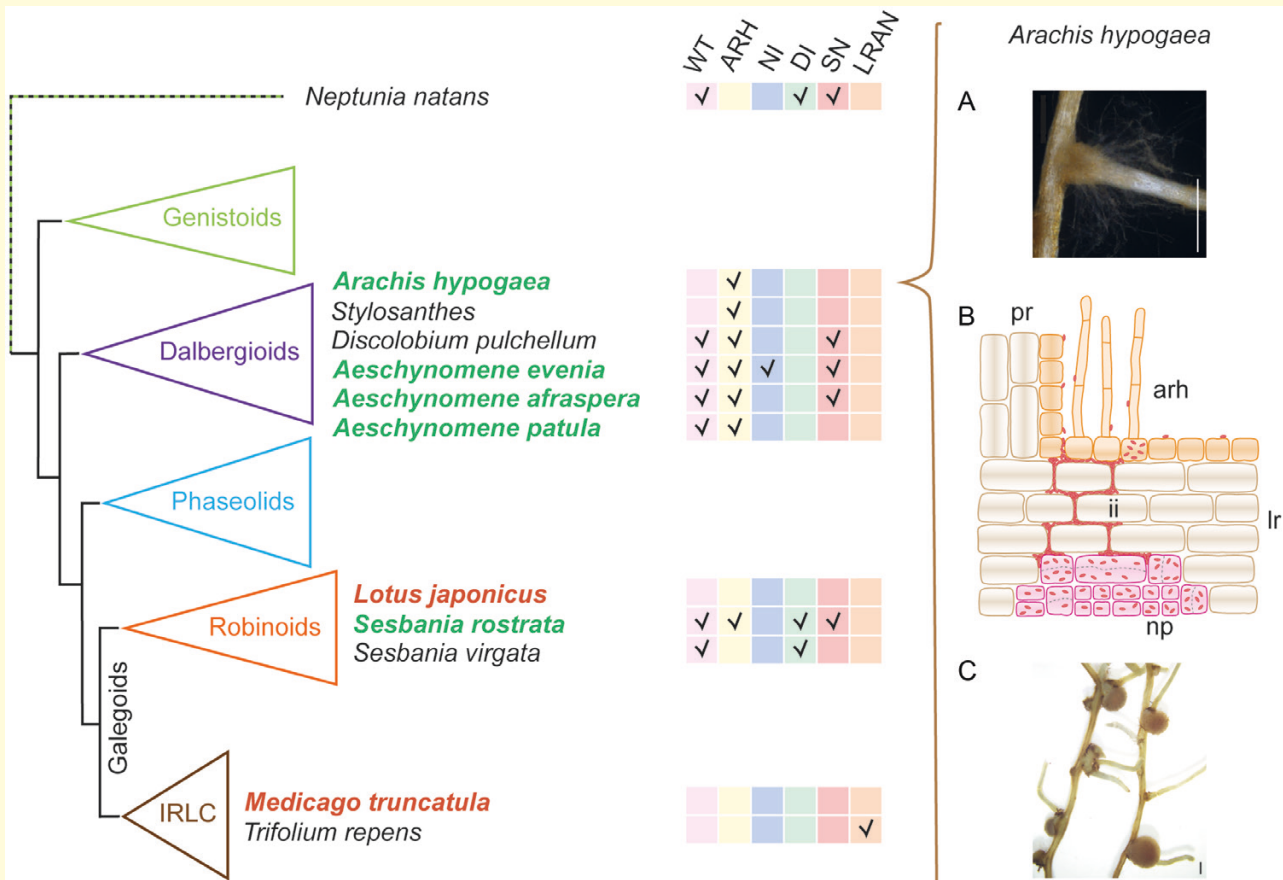 WT ARH NI DI SN LRAN
Neptunia natans
Genistoids
Dalbergioids
Arachis hypogaea
Stylosanthes
Discolobium pulchellum
Aeschynomene evenia
Aeschynomene afraspera
Aeschynomene patula
Phaseolids
Robinoids
Lotus japonicus
Sesbania rostrata
Sesbania virgata
Galegoids
IRLC
Medicago truncatula
Trifolium repens
Arachis hypogaea
A
B
pr
arh
ii
lr
np
C